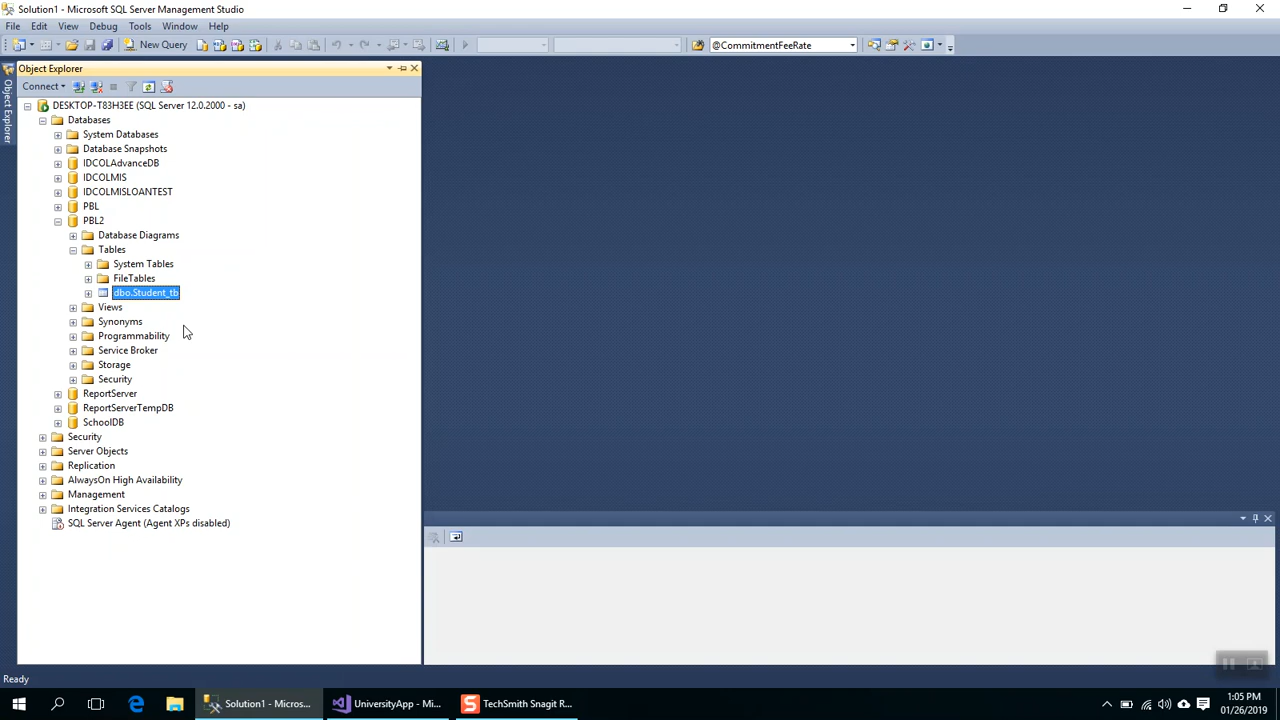 Solution1 - Microsoft SQL Server Management Studio
File Edit View Debug Tools Window Help
New Query @CommitmentFeeRate
Object Explorer
Object Explorer
Connect
DESKTOP-T83H3EE (SQL Server 12.0.2000 - sa)
Databases
System Databases
Database Snapshots
IDCOLAdvanceDB
IDCOLMIS
IDCOLMISLOANTEST
PBL
PBL2
Database Diagrams
Tables
System Tables
FileTables
dbo.Student_tb
Views
Synonyms
Programmability
Service Broker
Storage
Security
ReportServer
ReportServerTempDB
SchoolDB
Security
Server Objects
Replication
AlwaysOn High Availability
Management
Integration Services Catalogs
SQL Server Agent (Agent XPs disabled)
Ready
Solution1 - Micros... UniversityApp - Mi... TechSmith Snagit R... 1:05 PM
01/26/2019